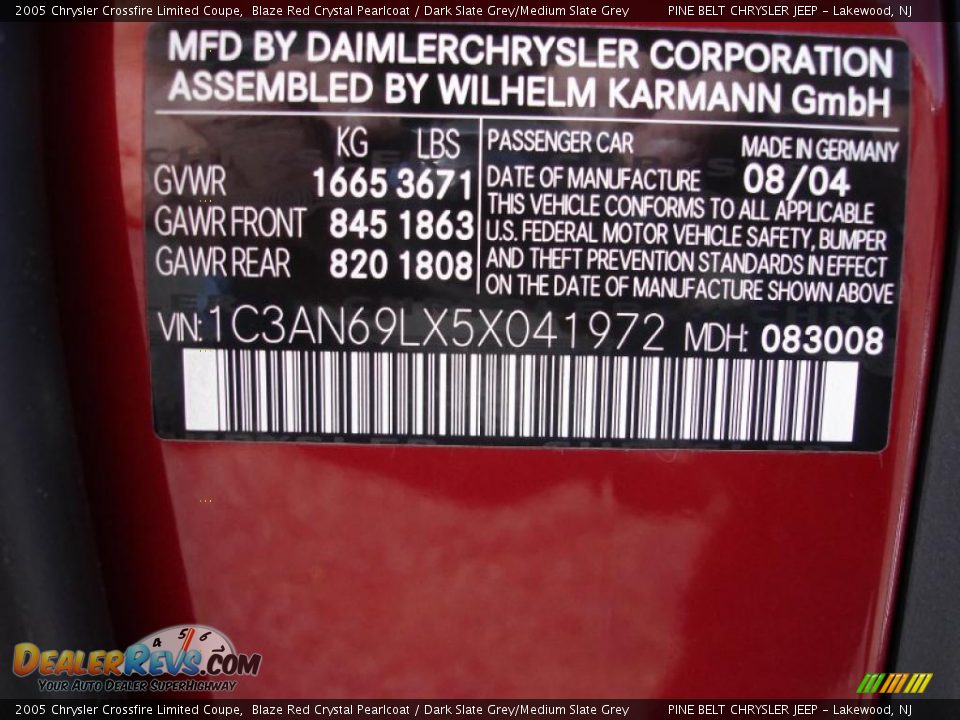 2005 Chrysler Crossfire Limited Coupe, Blaze Red Crystal Pearlcoat / Dark Slate Grey/Medium Slate Grey PINE BELT CHRYSLER JEEP - Lakewood, NJ
MFD BY DAIMLERCHRYSLER CORPORATION
ASSEMBLED BY WILHELM KARMANN GmbH
KG LBS
GVWR 1665 3671
GAWR FRONT 845 1863
GAWR REAR 820 1808
PASSENGER CAR MADE IN GERMANY
DATE OF MANUFACTURE 08/04
THIS VEHICLE CONFORMS TO ALL APPLICABLE
U.S. FEDERAL MOTOR VEHICLE SAFETY, BUMPER
AND THEFT PREVENTION STANDARDS IN EFFECT
ON THE DATE OF MANUFACTURE SHOWN ABOVE
VIN: 1C3AN69LX5X041972 MDH: 083008
4 5 6
DEALERREVS.COM
YOUR AUTO DEALER SUPERHIGHWAY
2005 Chrysler Crossfire Limited Coupe, Blaze Red Crystal Pearlcoat / Dark Slate Grey/Medium Slate Grey PINE BELT CHRYSLER JEEP - Lakewood, NJ